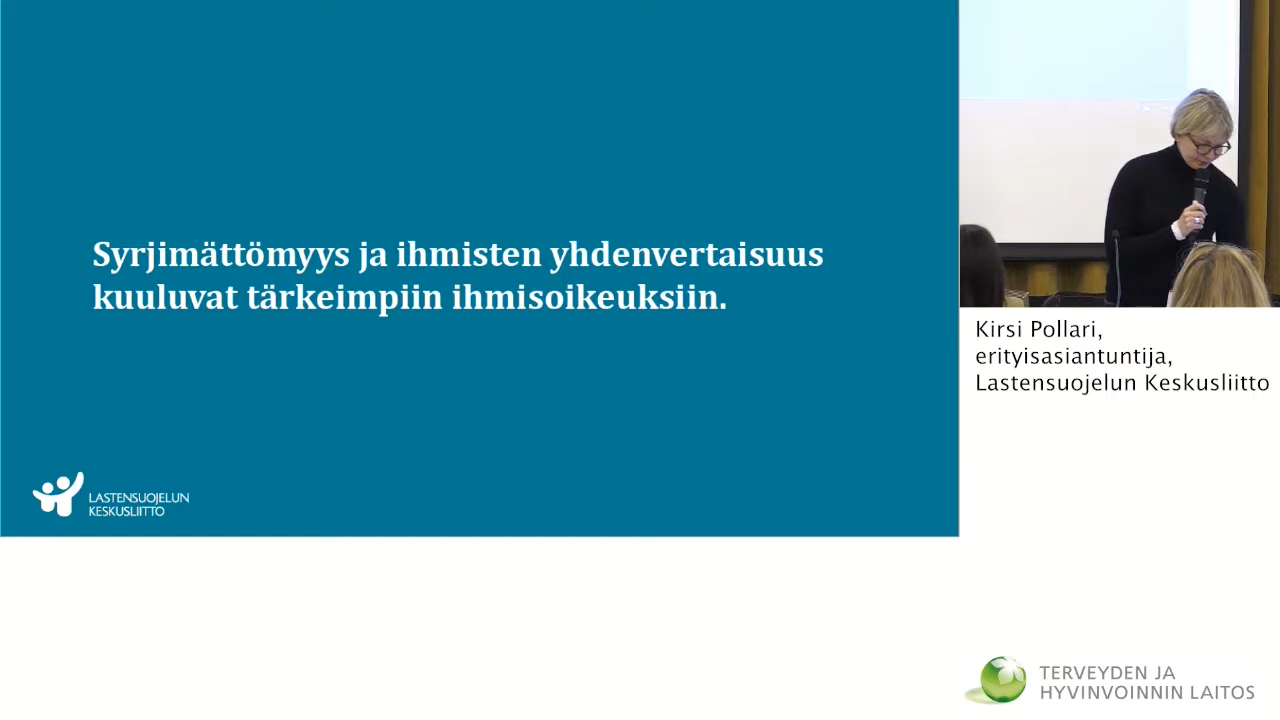 Syrjimättömyys ja ihmisten yhdenvertaisuus
kuuluvat tärkeimpiin ihmisoikeuksiin.
LASTENSUOJELUN
KESKUSLIITTO
Kirsi Pollari,
erityisasiantuntija,
Lastensuojelun Keskusliitto
TERVEYDEN JA
HYVINVOINNIN LAITOS